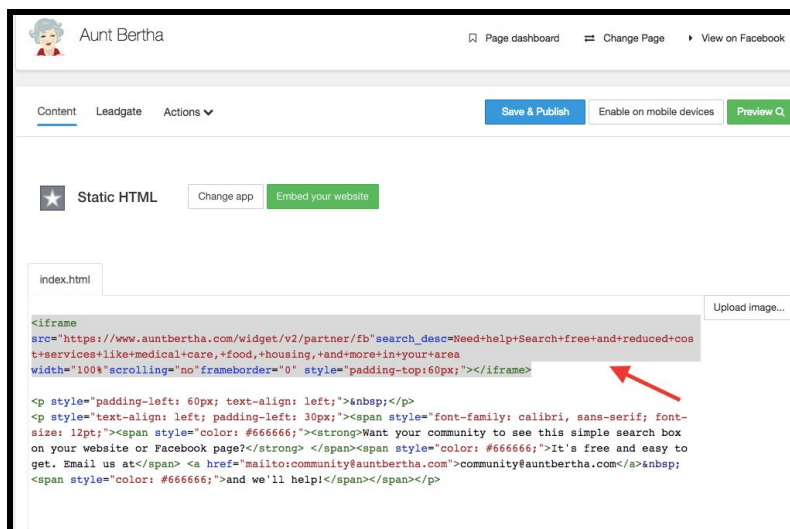 Aunt Bertha
Page dashboard
Change Page
View on Facebook
Content
Leadgate
Actions
Save & Publish
Enable on mobile devices
Preview
Static HTML
Change app
Embed your website
index.html
Upload image...
<iframe
src="https://www.auntbertha.com/widget/v2/partner/fb"search_desc=Need+help+Search+free+and+reduced+cos
t+services+like+medical+care,+food,+housing,+and+more+in+your+area
width="100%"scrolling="no"frameborder="0" style="padding-top:60px;"></iframe>
<p style="padding-left: 60px; text-align: left;">&nbsp;</p>
<p style="text-align: left; padding-left: 30px;"><span style="font-family: calibri, sans-serif; font-
size: 12pt;"><span style="color: #666666;"><strong>Want your community to see this simple search box
on your website or Facebook page?</strong> </span><span style="color: #666666;">It's free and easy to
get. Email us at</span> <a href="mailto:community@auntbertha.com">community@auntbertha.com</a>&nbsp;
<span style="color: #666666;">and we'll help!</span></span></p>